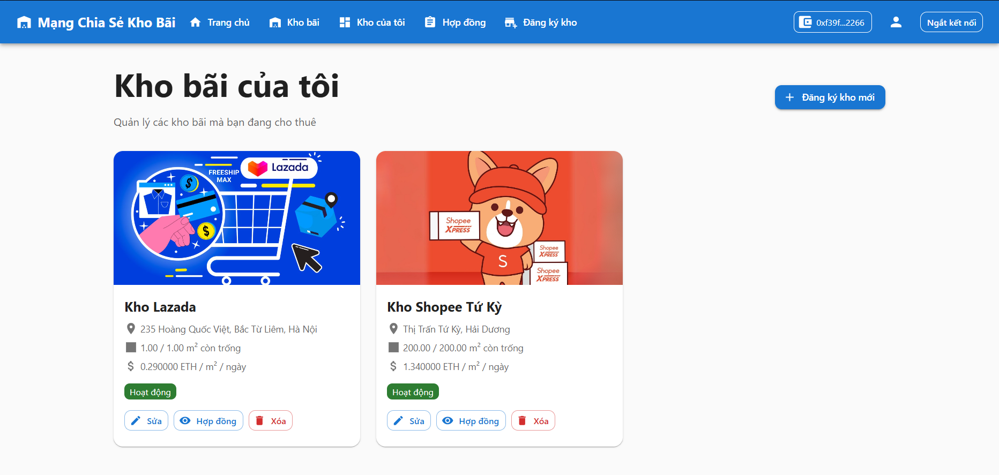 Mạng Chia Sẻ Kho Bãi
Trang chủ
Kho bãi
Kho của tôi
Hợp đồng
Đăng ký kho
0xf39f...2266
Ngắt kết nối
Kho bãi của tôi
Đăng ký kho mới
Quản lý các kho bãi mà bạn đang cho thuê
FREESHIP
MAX
Lazada
Shopee
XPRESS
Shopee
XPRESS
Shopee
XPRESS
S
Kho Lazada
235 Hoàng Quốc Việt, Bắc Từ Liêm, Hà Nội
1.00 / 1.00 m² còn trống
0.290000 ETH / m² / ngày
Hoạt động
Sửa
Hợp đồng
Xóa
Kho Shopee Tứ Kỳ
Thị Trấn Tứ Kỳ, Hải Dương
200.00 / 200.00 m² còn trống
1.340000 ETH / m² / ngày
Hoạt động
Sửa
Hợp đồng
Xóa